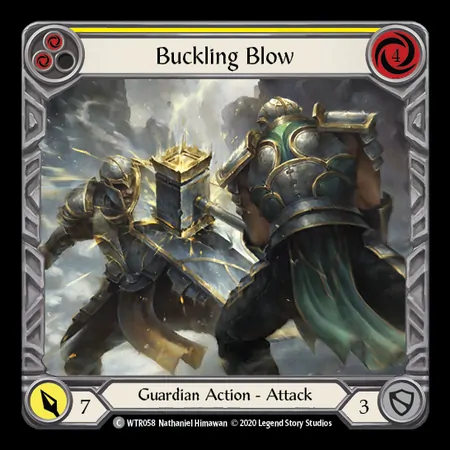 Buckling Blow
4
Guardian Action - Attack
7
3
C WTR058 Nathaniel Himawan © 2020 Legend Story Studios